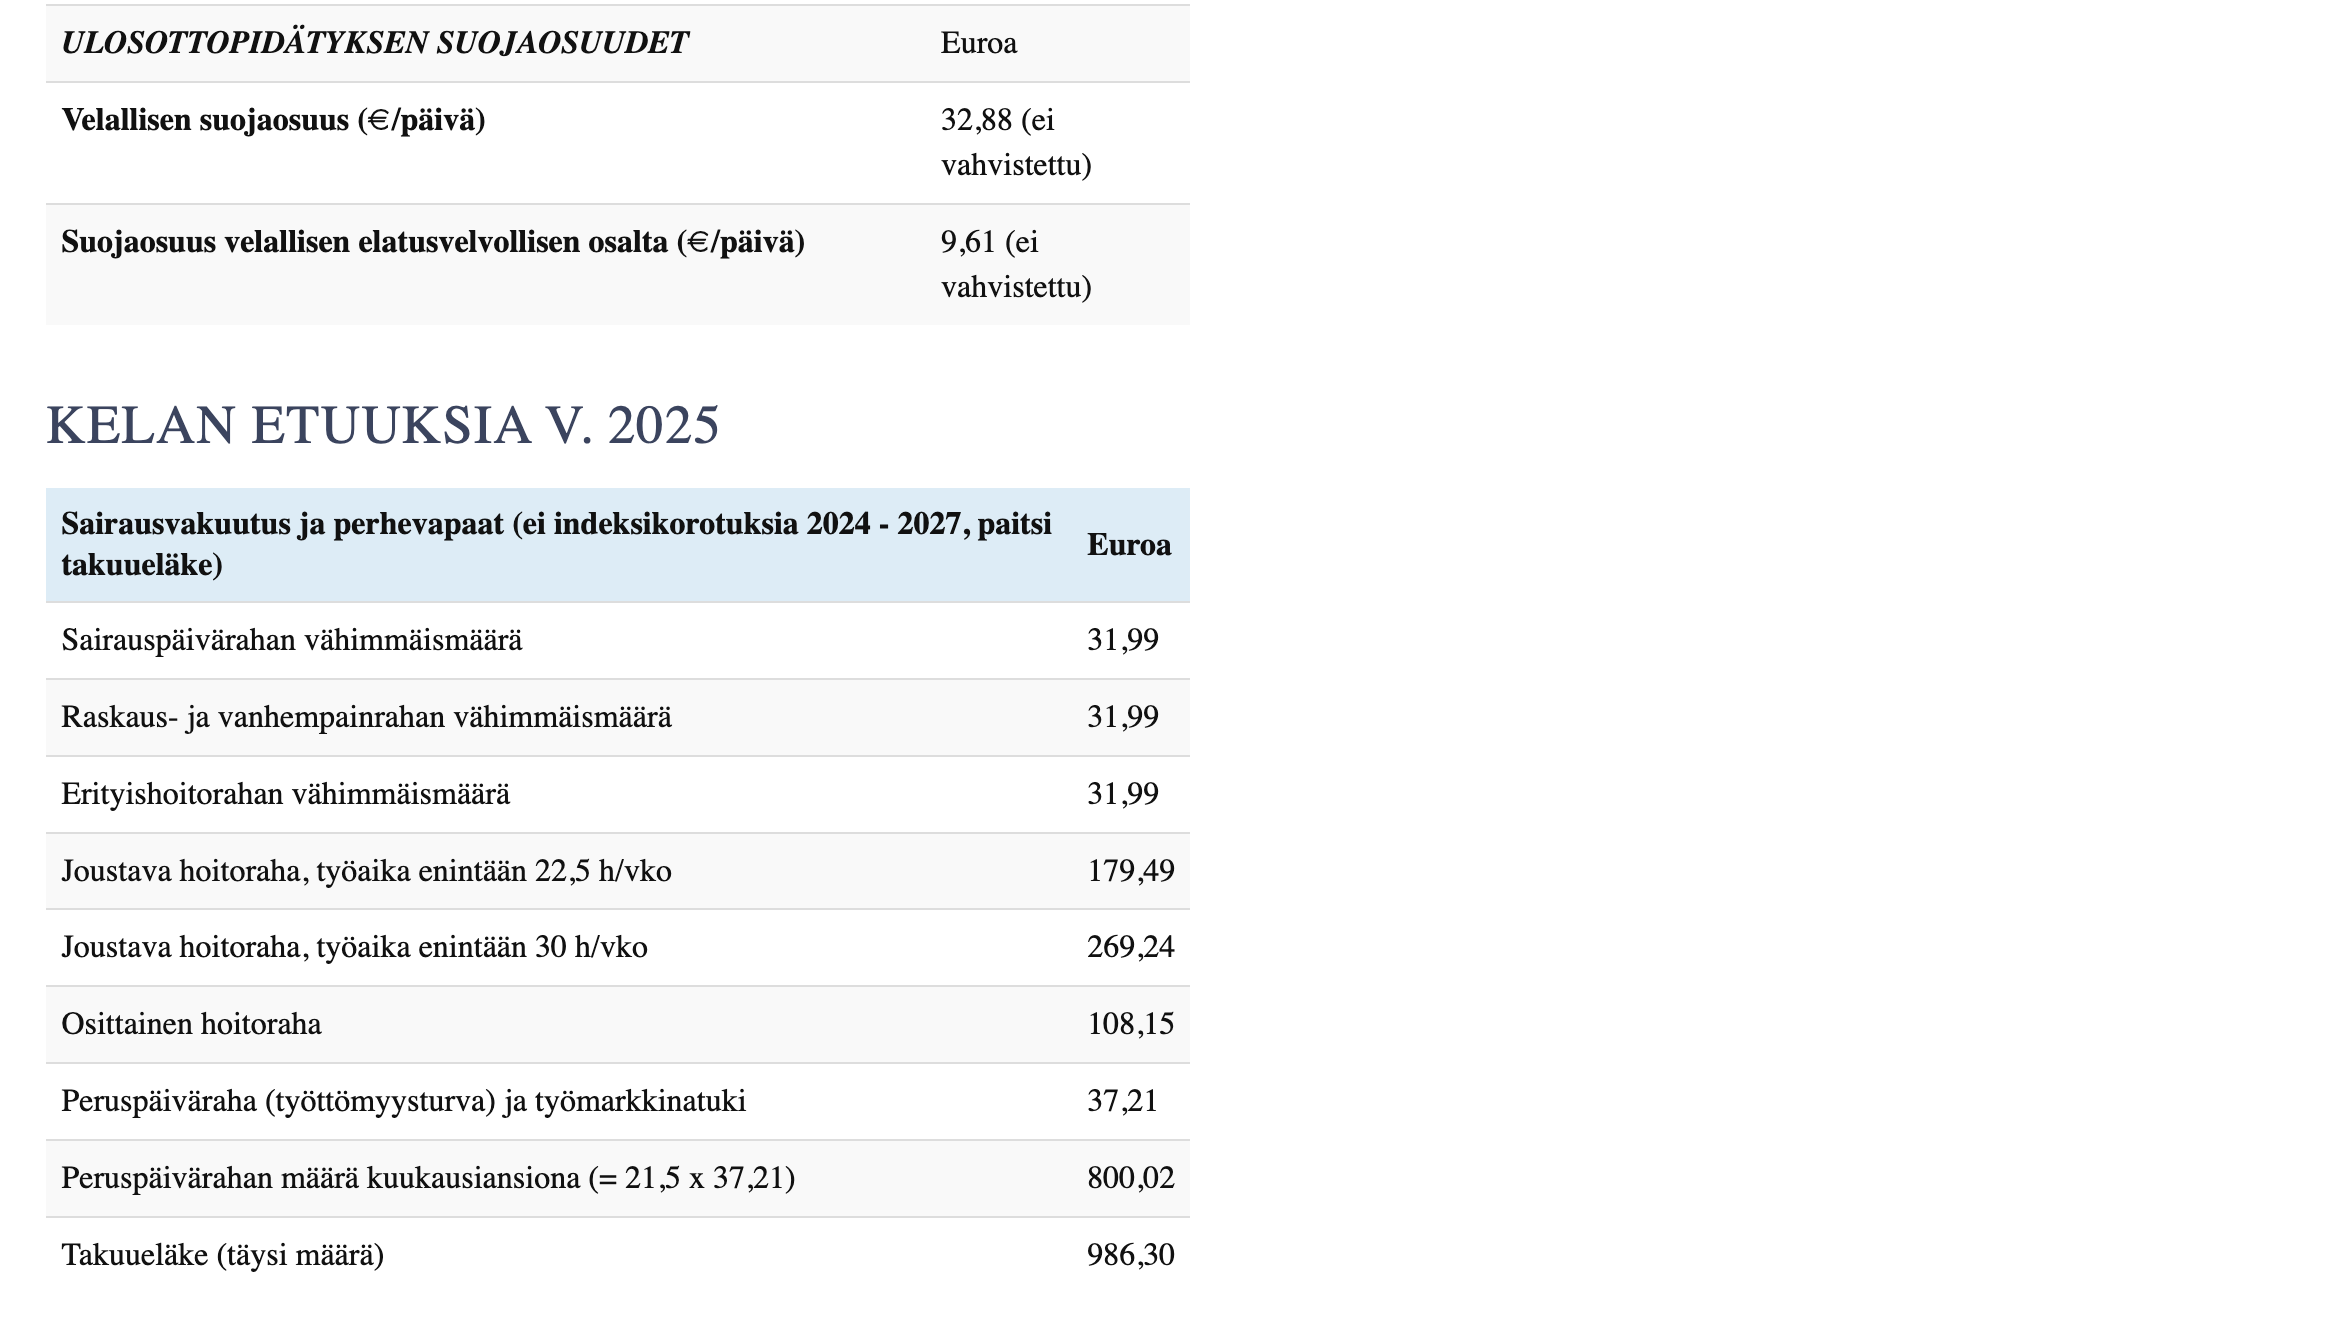 ULOSOTTOPIDÄTYKSEN SUOJAOSUUDET Euroa
Velallisen suojaosuus (€/päivä) 32,88 (ei
vahvistettu)
Suojaosuus velallisen elatusvelvollisen osalta (€/päivä) 9,61 (ei
vahvistettu)
KELAN ETUUKSIA V. 2025
Sairausvakuutus ja perhevapaat (ei indeksikorotuksia 2024 - 2027, paitsi
takuueläke) Euroa
Sairauspäivärahan vähimmäismäärä 31,99
Raskaus- ja vanhempainrahan vähimmäismäärä 31,99
Erityishoitorahan vähimmäismäärä 31,99
Joustava hoitoraha, työaika enintään 22,5 h/vko 179,49
Joustava hoitoraha, työaika enintään 30 h/vko 269,24
Osittainen hoitoraha 108,15
Peruspäiväraha (työttömyysturva) ja työmarkkinatuki 37,21
Peruspäivärahan määrä kuukausiansiona (= 21,5 x 37,21) 800,02
Takuueläke (täysi määrä) 986,30